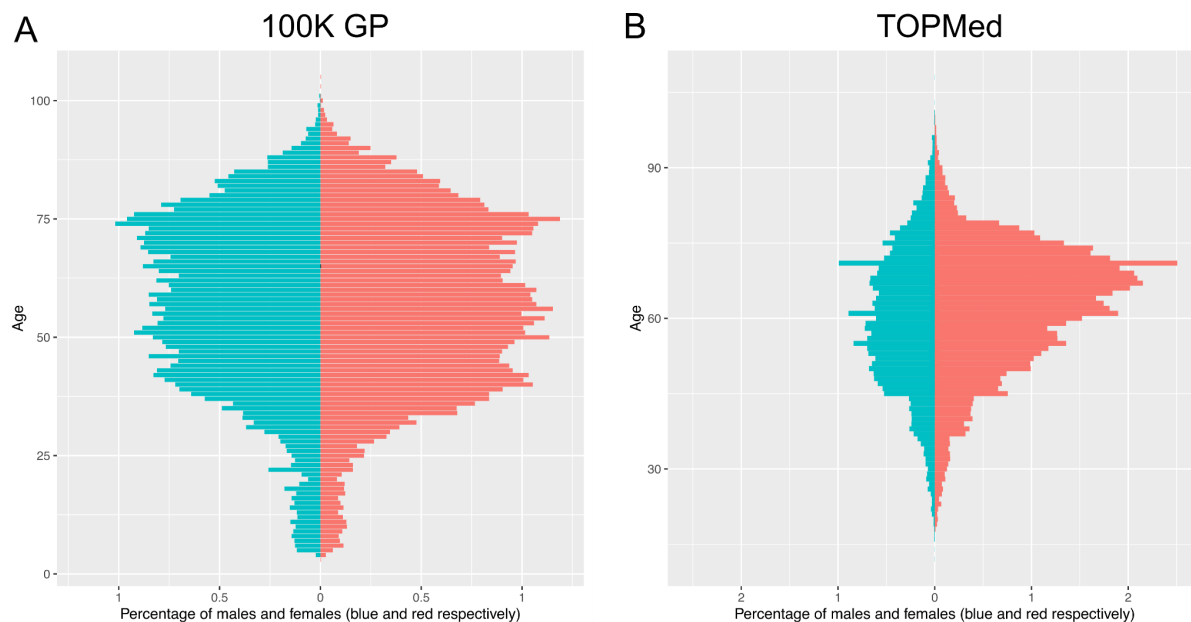 A
100K GP
100
75
50
25
0
Age
1
0.5
0
0.5
1
Percentage of males and females (blue and red respectively)
B
TOPMed
90
60
30
Age
2
1
0
1
2
Percentage of males and females (blue and red respectively)